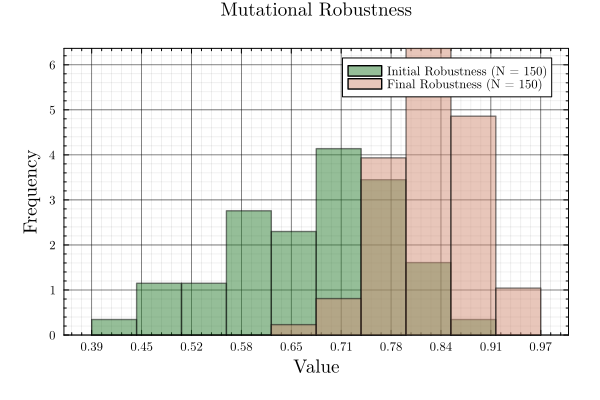 Mutational Robustness
Initial Robustness (N = 150)
Final Robustness (N = 150)
Frequency
6
5
4
3
2
1
0
0.39 0.45 0.52 0.58 0.65 0.71 0.78 0.84 0.91 0.97
Value